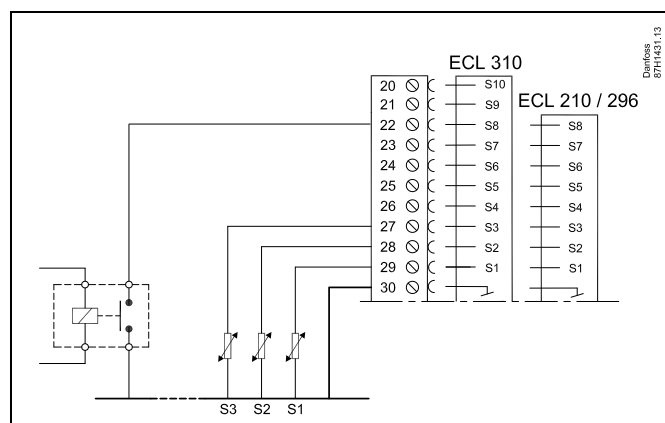 Danfoss
87H1431.13
ECL 310
ECL 210 / 296
20 S10
21 S9
22 S8 S8
23 S7 S7
24 S6 S6
25 S5 S5
26 S4 S4
27 S3 S3
28 S2 S2
29 S1 S1
30
S3 S2 S1